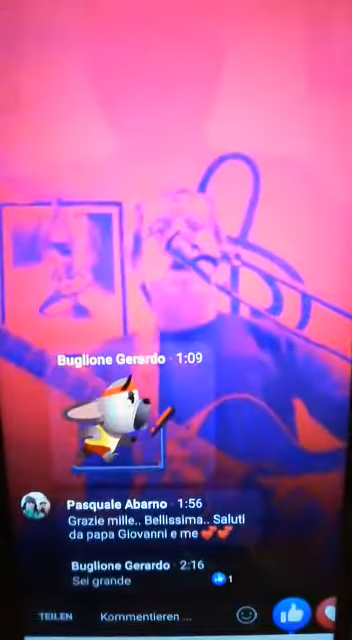 Buglione Gerardo · 1:09
Pasquale Abarno · 1:56
Grazie mille.. Bellissima.. Saluti
da papa Giovanni e me 💕💕
Buglione Gerardo · 2:16
Sei grande
1
TEILEN
Kommentieren ...